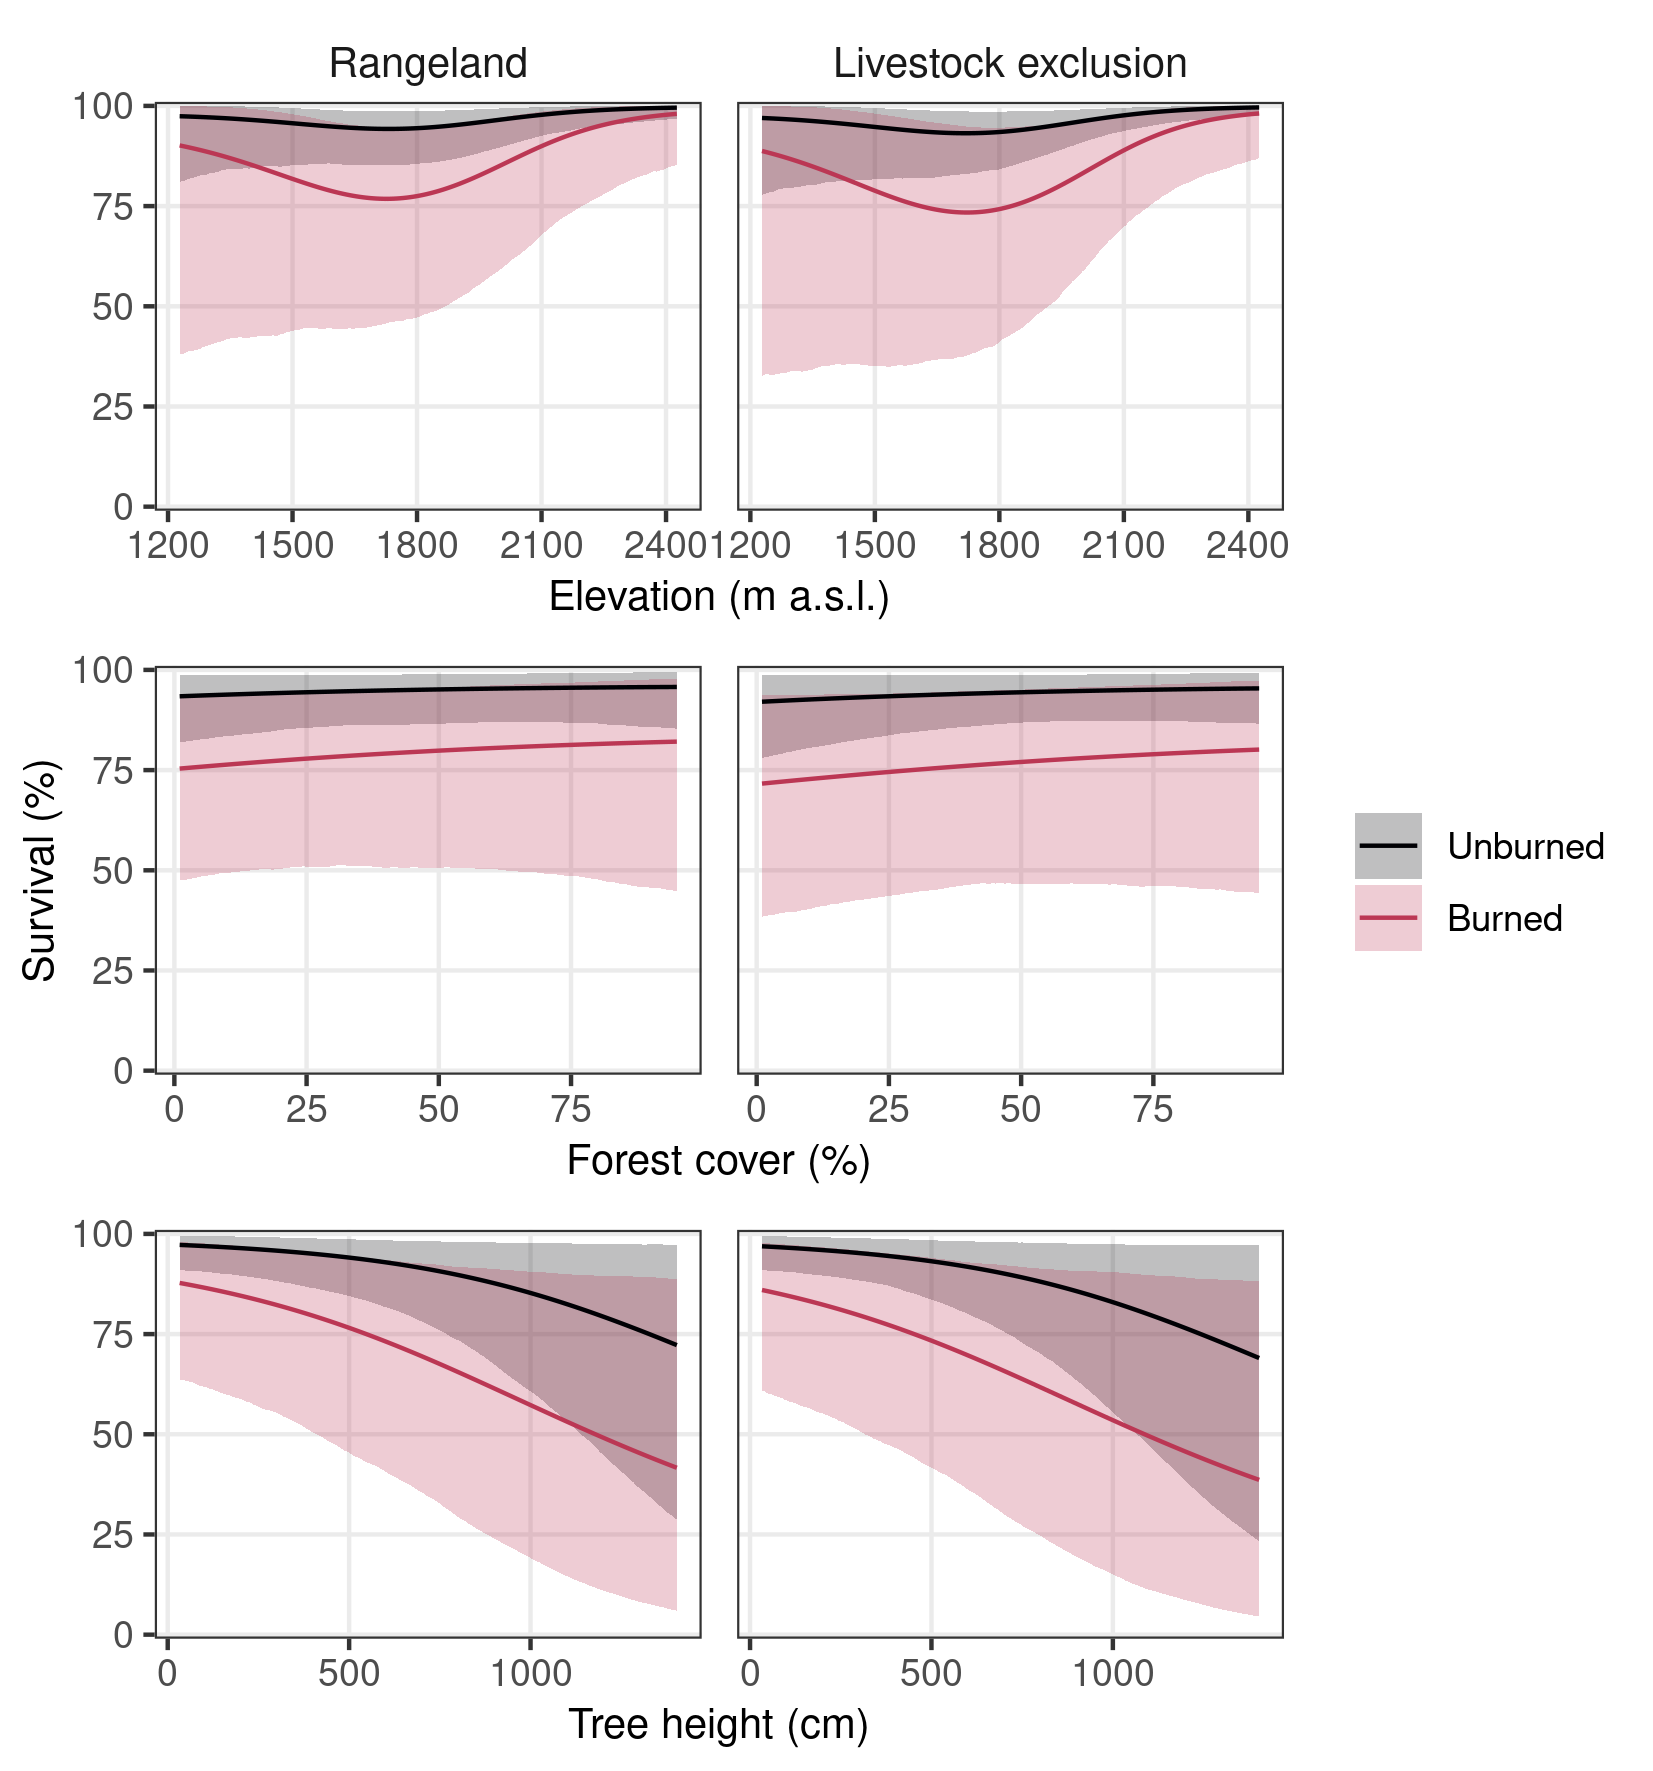 Rangeland Livestock exclusion
100
75
50
25
0
1200 1500 1800 2100 2400 1200 1500 1800 2100 2400
Elevation (m a.s.l.)
Survival (%)
100
75
50
25
0
0 25 50 75 0 25 50 75
Forest cover (%)
Unburned
Burned
100
75
50
25
0
0 500 1000 0 500 1000
Tree height (cm)